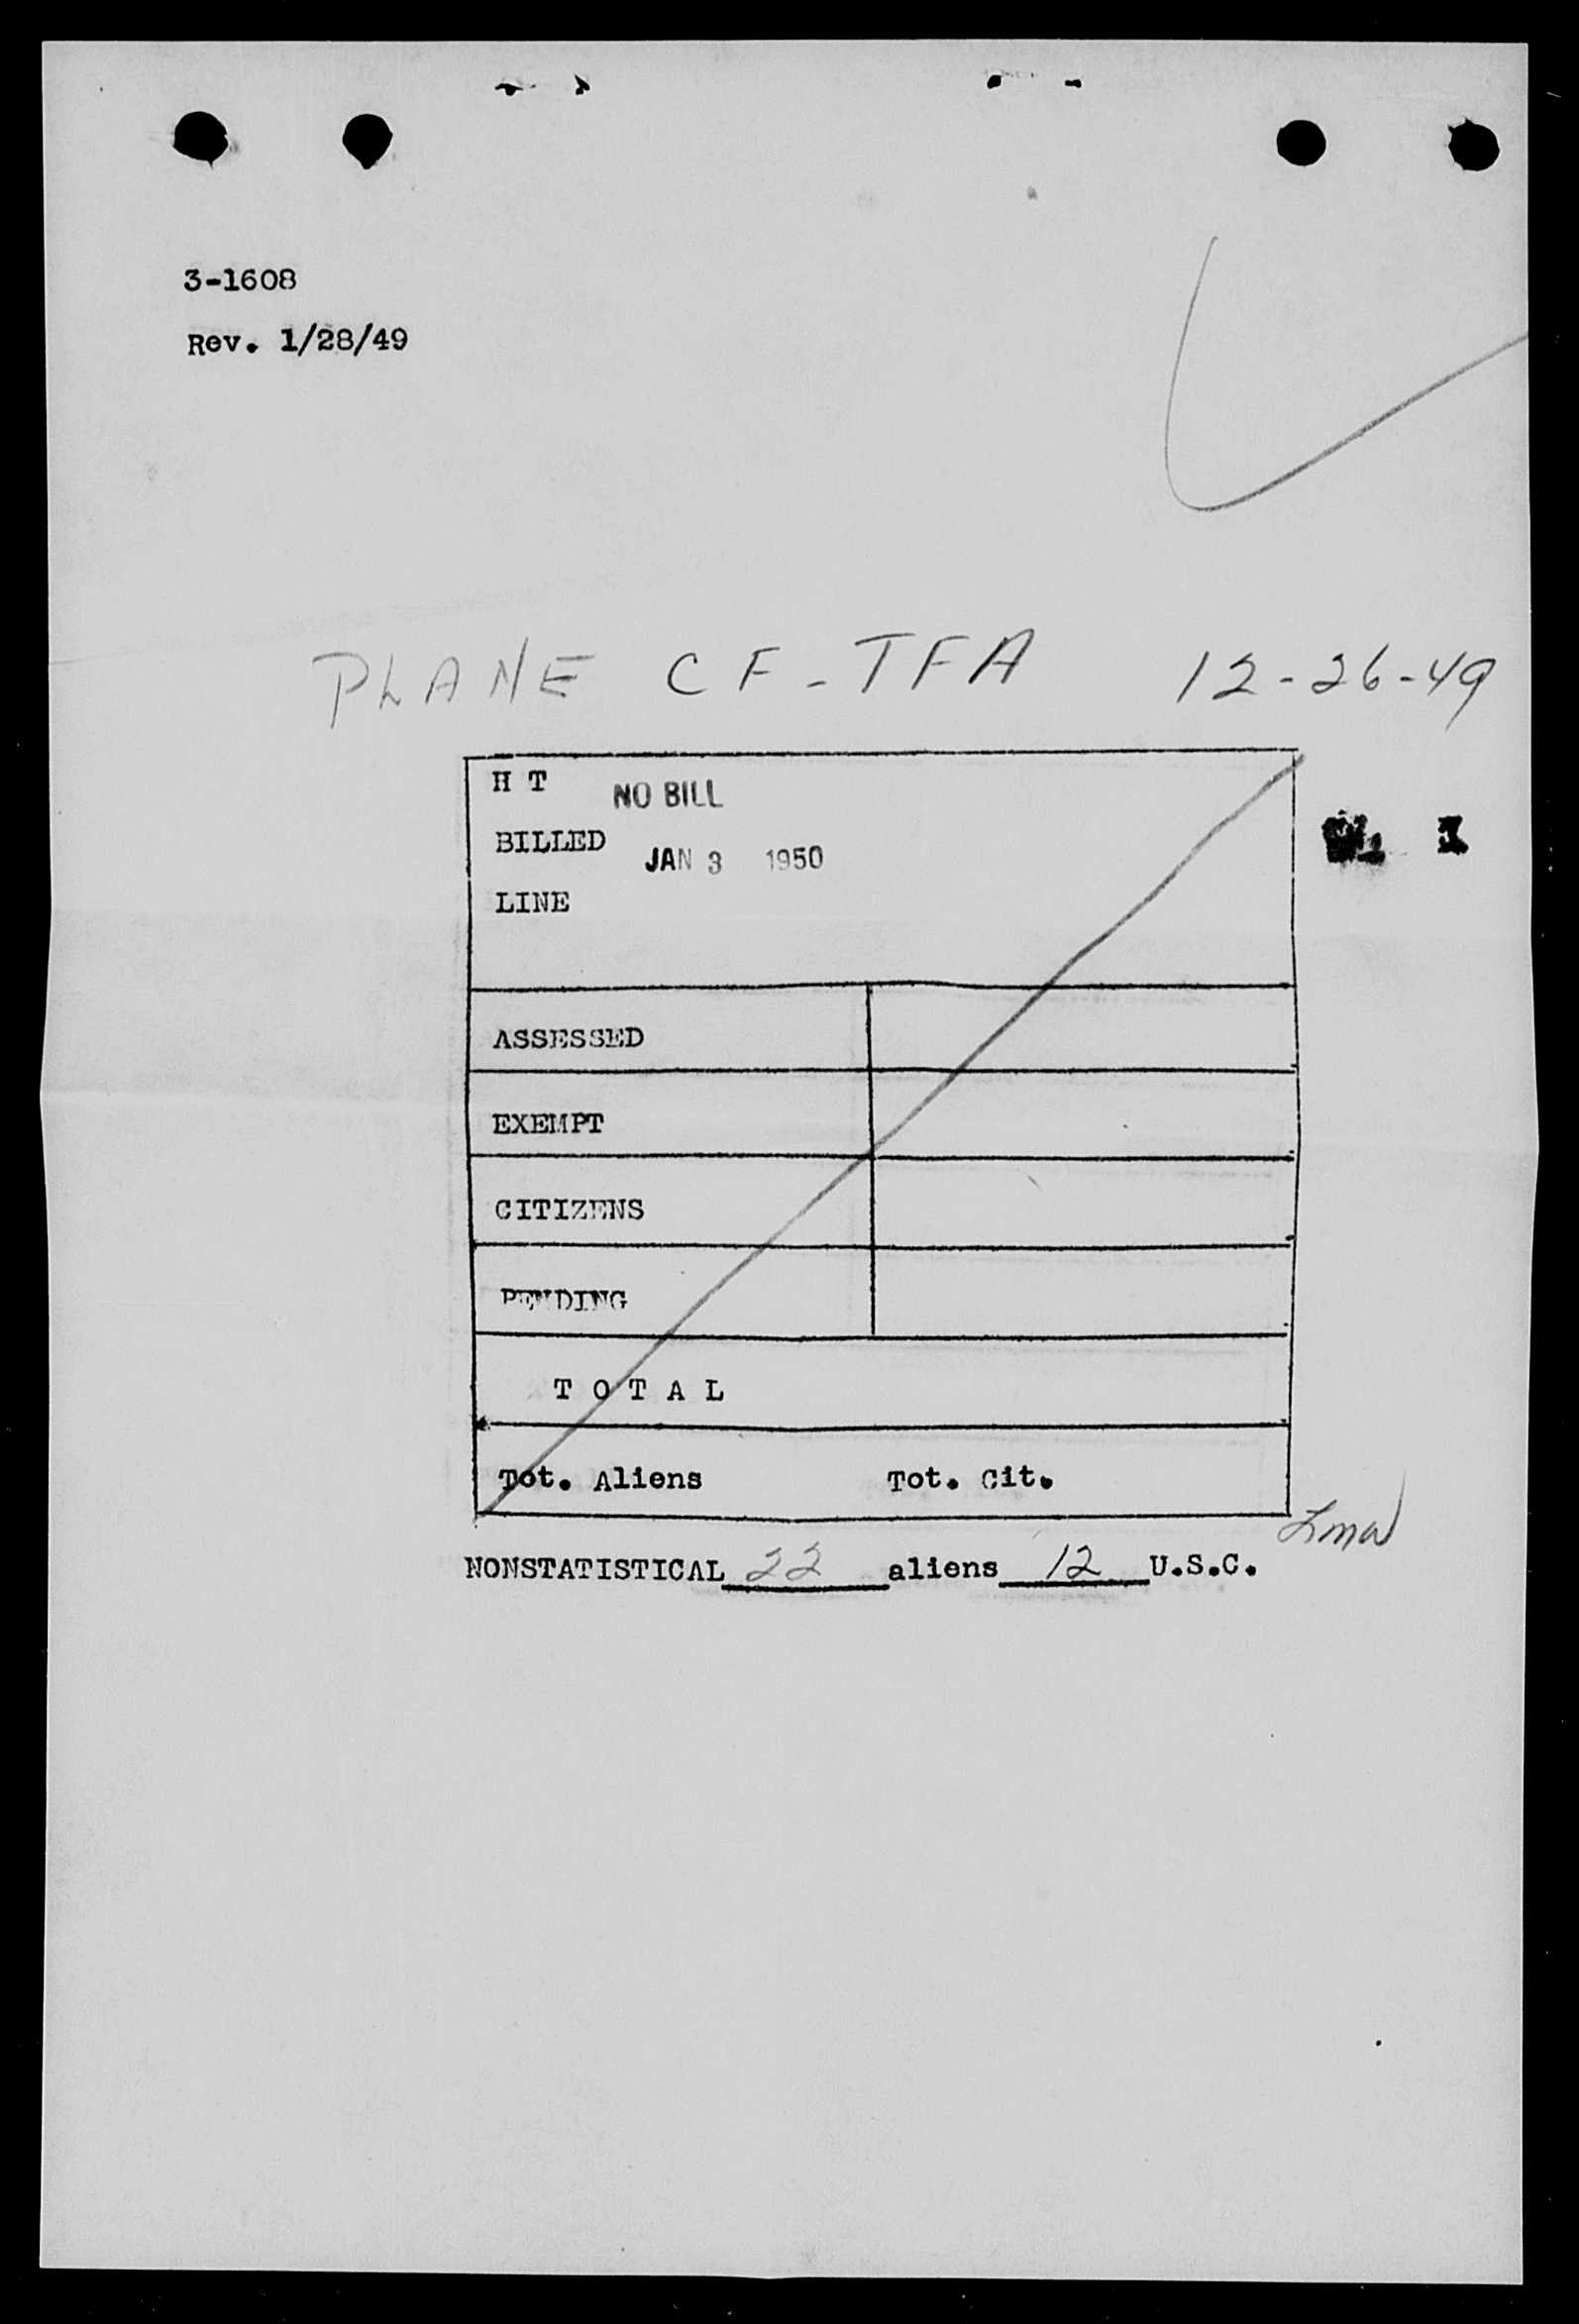 3-1608
Rev. 1/28/49
PLANE CF-TFA 12-26-49
H T NO BILL
BILLED JAN 3 1950
LINE
ASSESSED
EXEMPT
CITIZENS
PENDING
T O T A L
Tot. Aliens Tot. Cit.
NONSTATISTICAL 22 aliens 12 U.S.C.